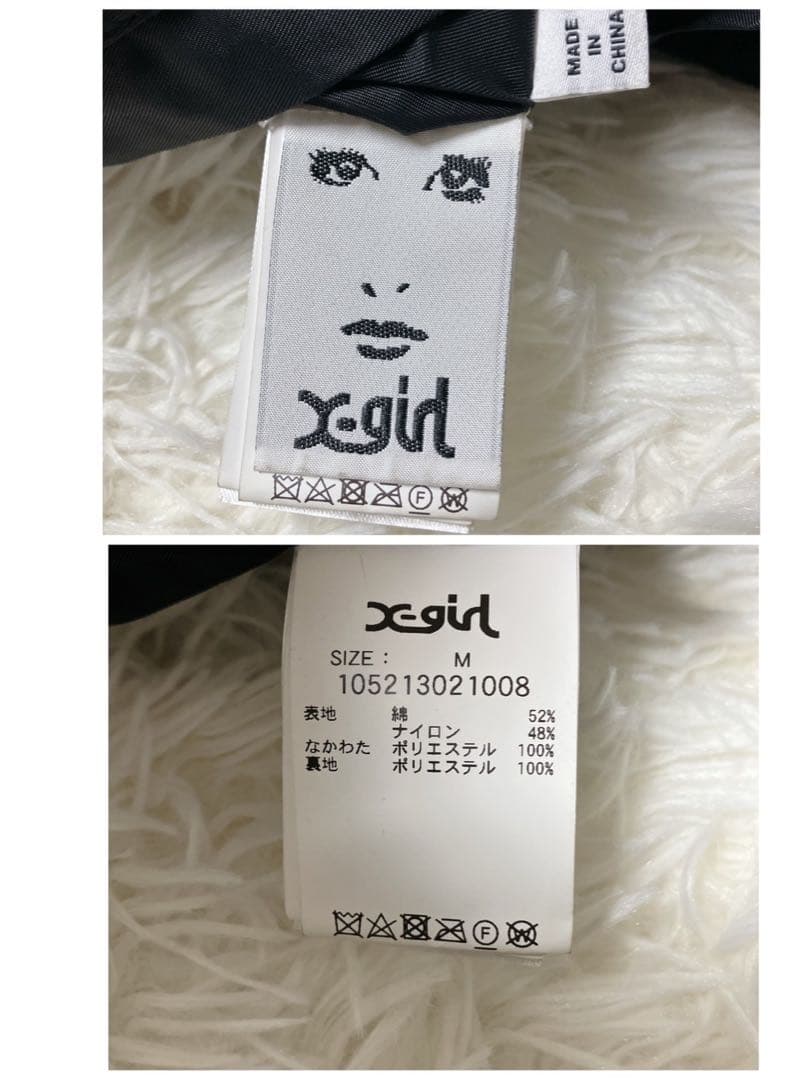 MADE
IN
CHINA
X-girl
F W
X-girl
SIZE : M
105213021008
表地 綿 52%
ナイロン 48%
なかわた ポリエステル 100%
裏地 ポリエステル 100%
F W